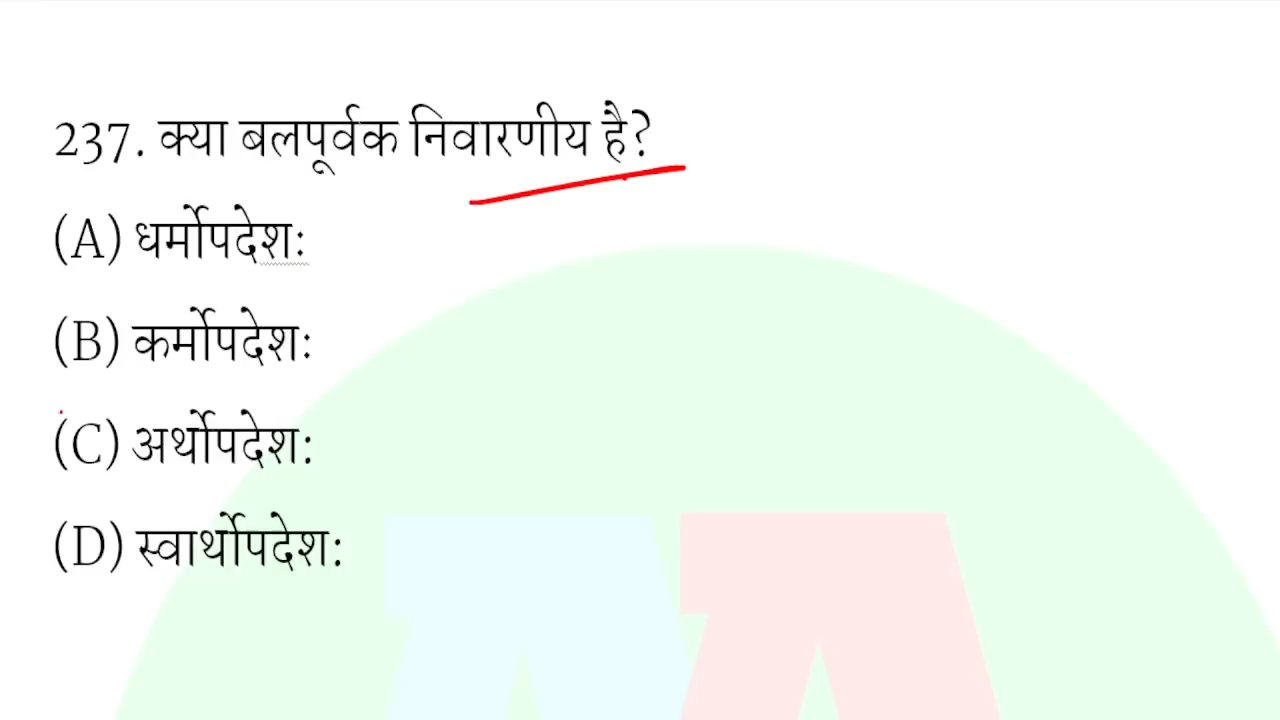 237. क्या बलपूर्वक निवारणीय है?
(A) धर्मोपदेशः
(B) कर्मोपदेशः
(C) अर्थोपदेशः
(D) स्वार्थोपदेशः